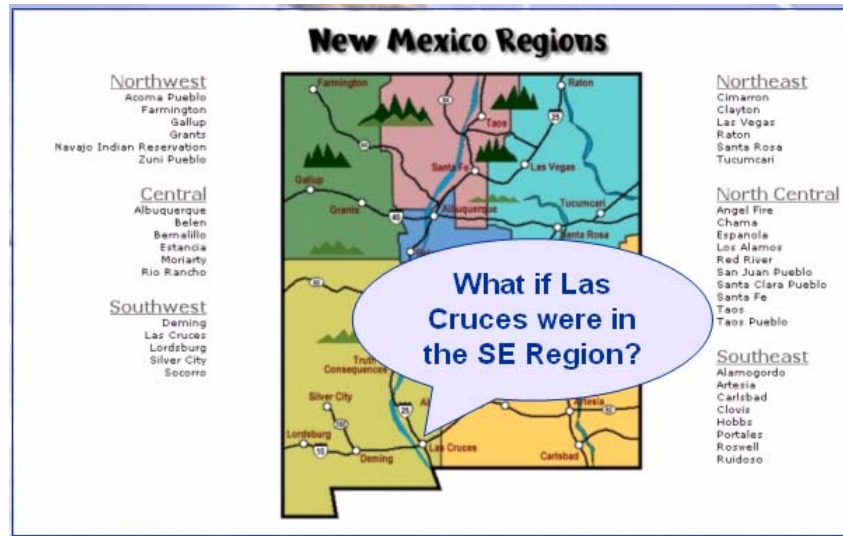 New Mexico Regions
Northwest
Acoma Pueblo
Farmington
Gallup
Grants
Navajo Indian Reservation
Zuni Pueblo
Central
Albuquerque
Belen
Bernalillo
Estancia
Moriarty
Rio Rancho
Southwest
Deming
Las Cruces
Lordsburg
Silver City
Socorro
Farmington
Raton
Taos
25
Santa Fe
Las Vegas
Gallup
Grants
40
Albuquerque
Tucumcari
Santa Rosa
What if Las
Cruces were in
the SE Region?
Truth
Consequences
Silver City
25
Artesia
Lordsburg
10
Deming
Las Cruces
Carlsbad
Northeast
Cimarron
Clayton
Las Vegas
Raton
Santa Rosa
Tucumcari
North Central
Angel Fire
Chama
Espanola
Los Alamos
Red River
San Juan Pueblo
Santa Clara Pueblo
Santa Fe
Taos
Taos Pueblo
Southeast
Alamogordo
Artesia
Carlsbad
Clovis
Hobbs
Portales
Roswell
Ruidoso